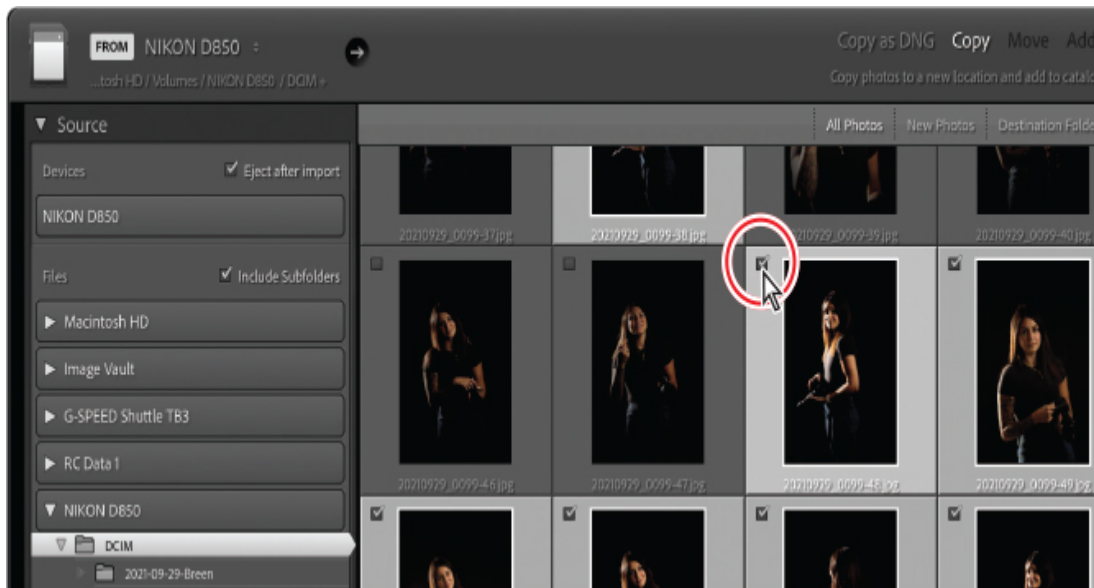 FROM NIKON D850
Copy as DNG Copy Move Add
...tosh HD / Volumes / NIKON D850 / DCIM +
Copy photos to a new location and add to catalo
Source
All Photos New Photos Destination Folde
Devices Eject after import
NIKON D850
20210929_0099-37.jpg 20210929_0099-38.jpg 20210929_0099-39.jpg 20210929_0099-40.jpg
Files Include Subfolders
Macintosh HD
Image Vault
G-SPEED Shuttle TB3
RC Data 1
20210929_0099-46.jpg 20210929_0099-47.jpg 20210929_0099-48.jpg 20210929_0099-49.jpg
NIKON D850
DCIM
2021-09-29-Breen